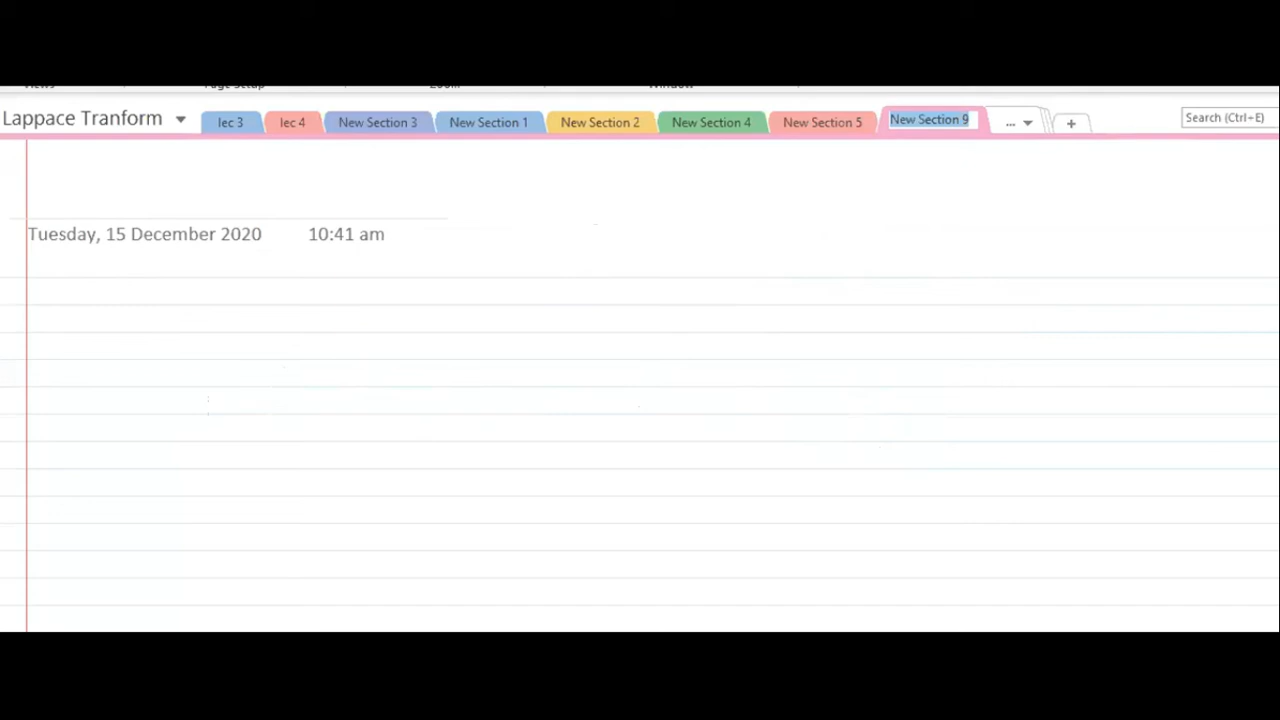 Lappace Tranform lec 3 lec 4 New Section 3 New Section 1 New Section 2 New Section 4 New Section 5 New Section 9 ... + Search (Ctrl+E)
Tuesday, 15 December 2020 10:41 am